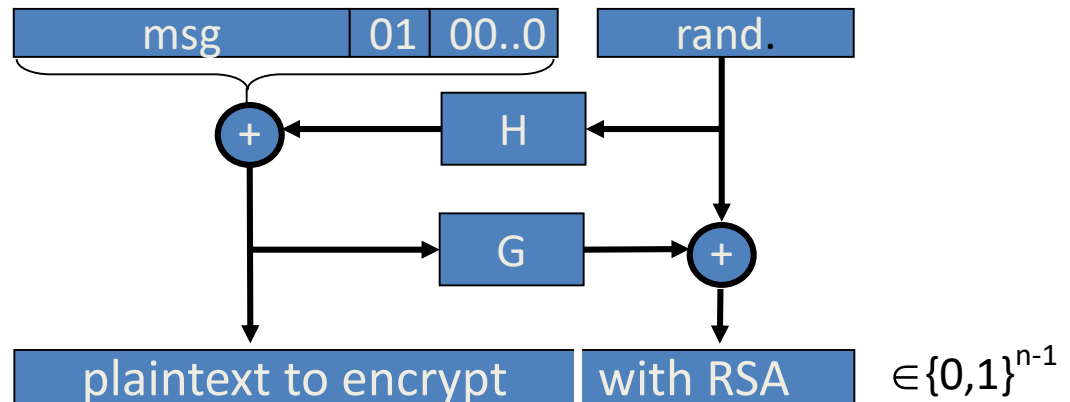 msg 01 00..0 rand.
+ H
G +
plaintext to encrypt with RSA ∈{0,1}ⁿ⁻¹